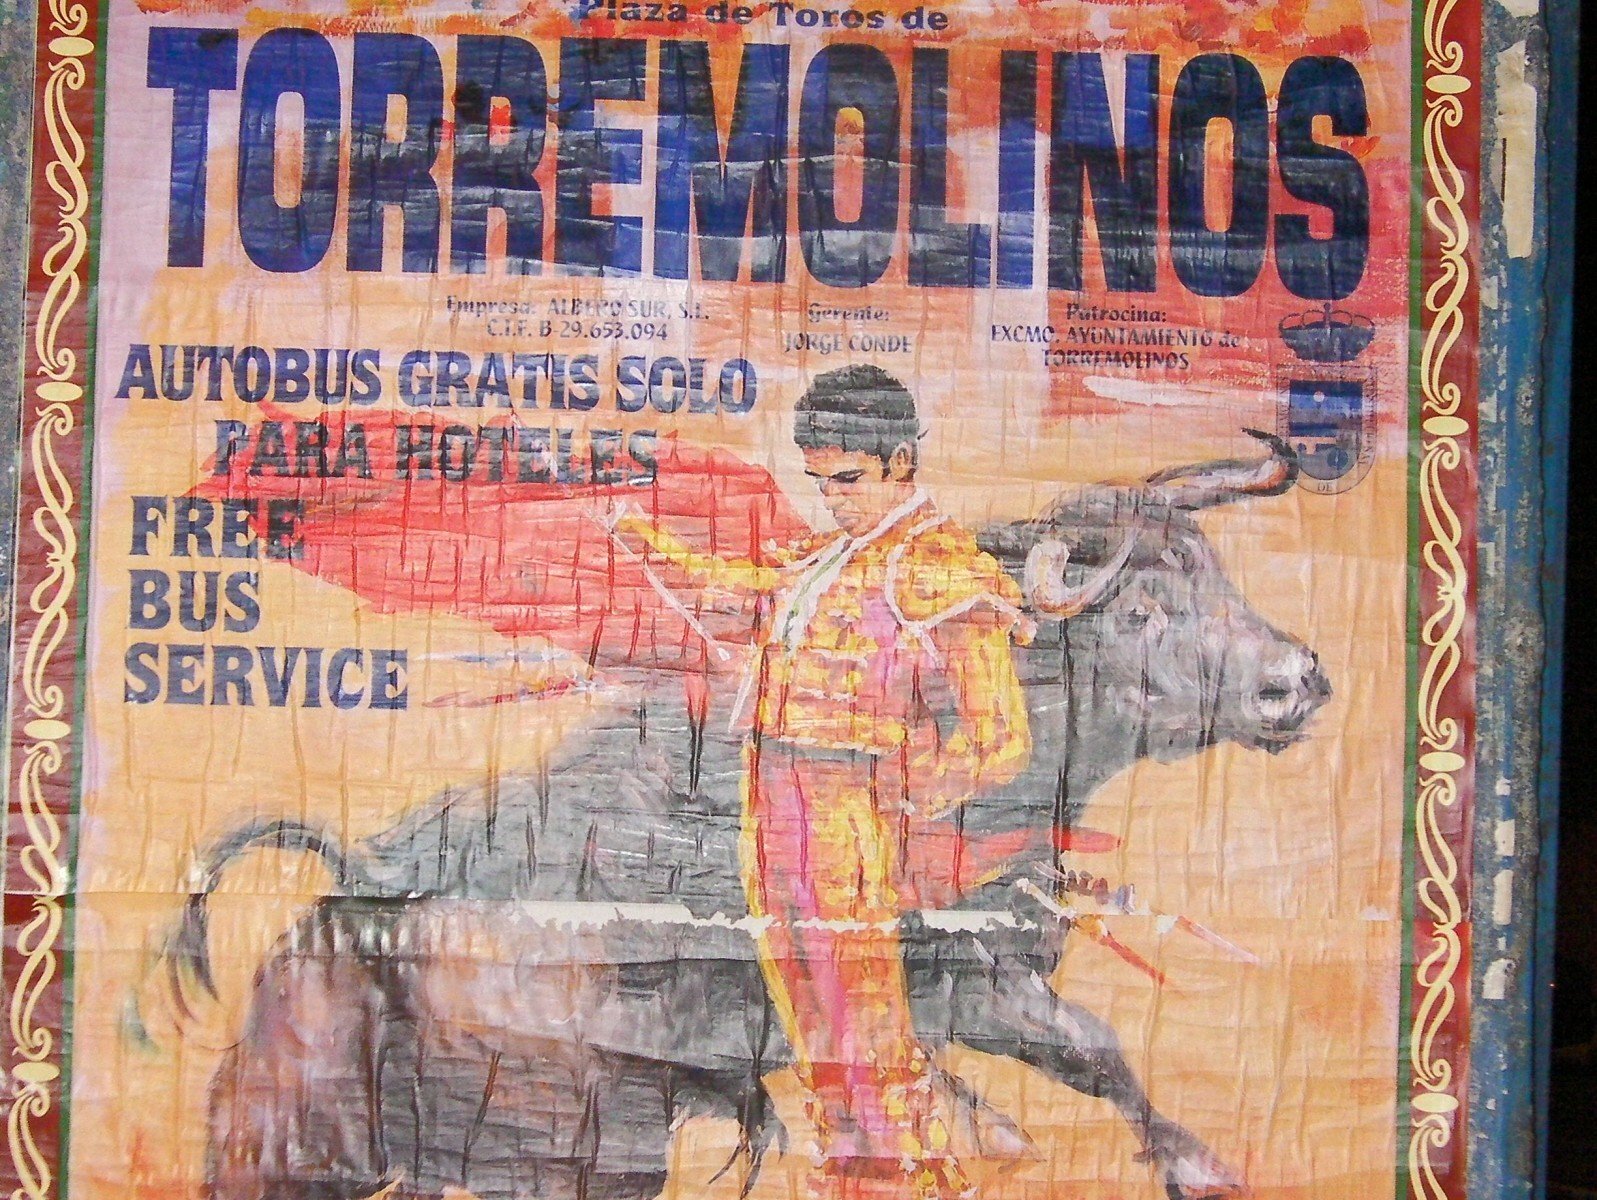 Plaza de Toros de
TORREMOLINOS
Empresa: ALBERO SUR, S.L.
C.I.F. B-29.653.094
Gerente:
JORGE CONDE
Patrocina:
EXCMO. AYUNTAMIENTO de
TORREMOLINOS
AUTOBUS GRATIS SOLO
PARA HOTELES
FREE
BUS
SERVICE